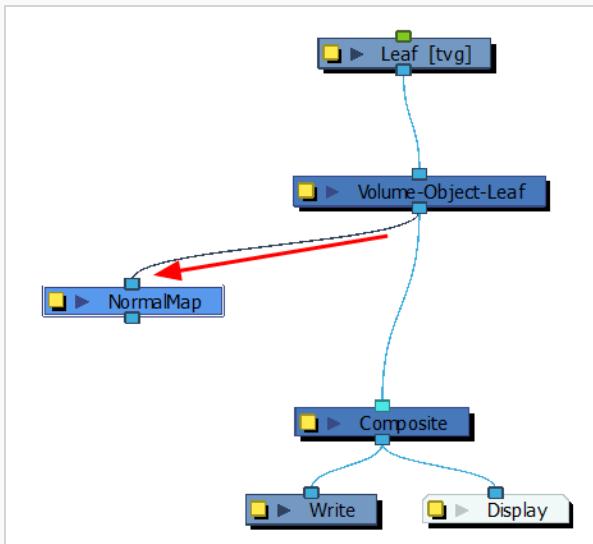 Leaf [tvg]
Volume-Object-Leaf
NormalMap
Composite
Write
Display